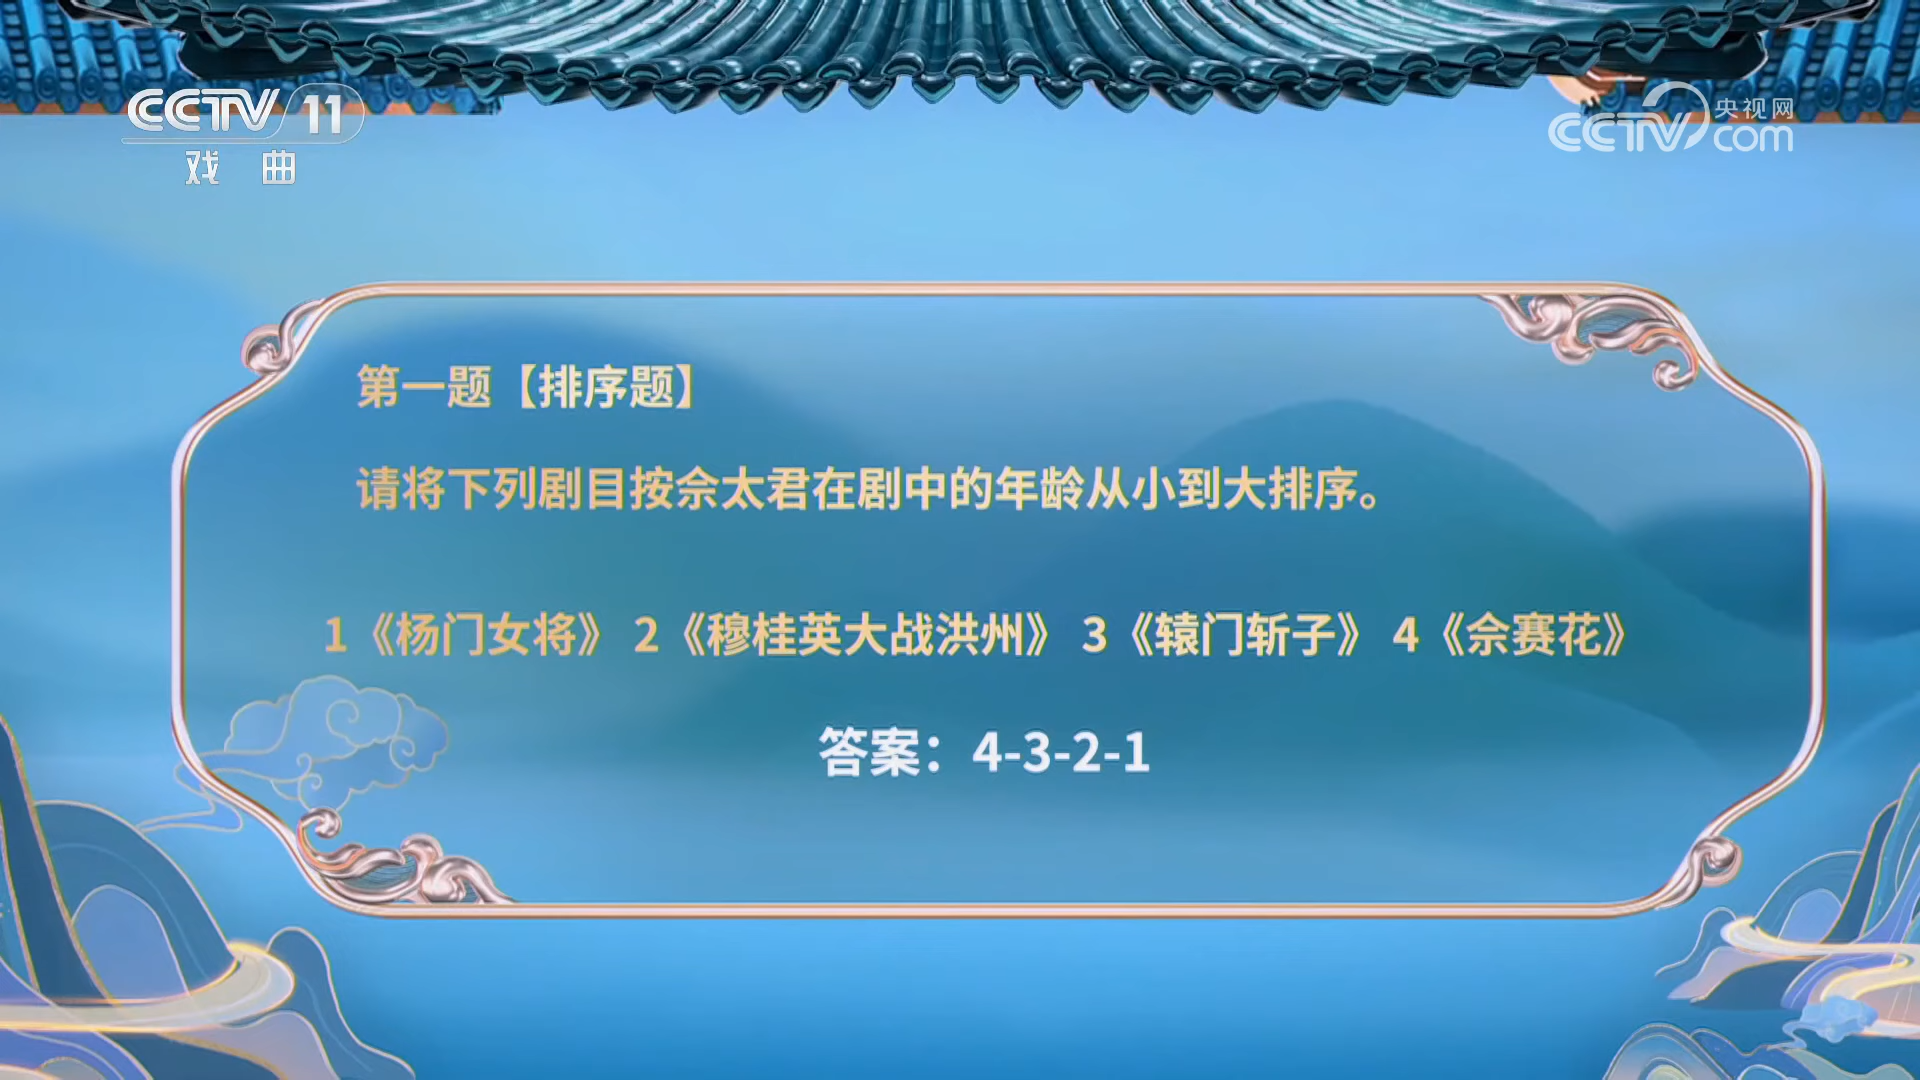 CCTV 11
戏曲
央视网
CCTV com
第一题【排序题】
请将下列剧目按佘太君在剧中的年龄从小到大排序。
1《杨门女将》 2《穆桂英大战洪州》 3《辕门斩子》 4《佘赛花》
答案：4-3-2-1